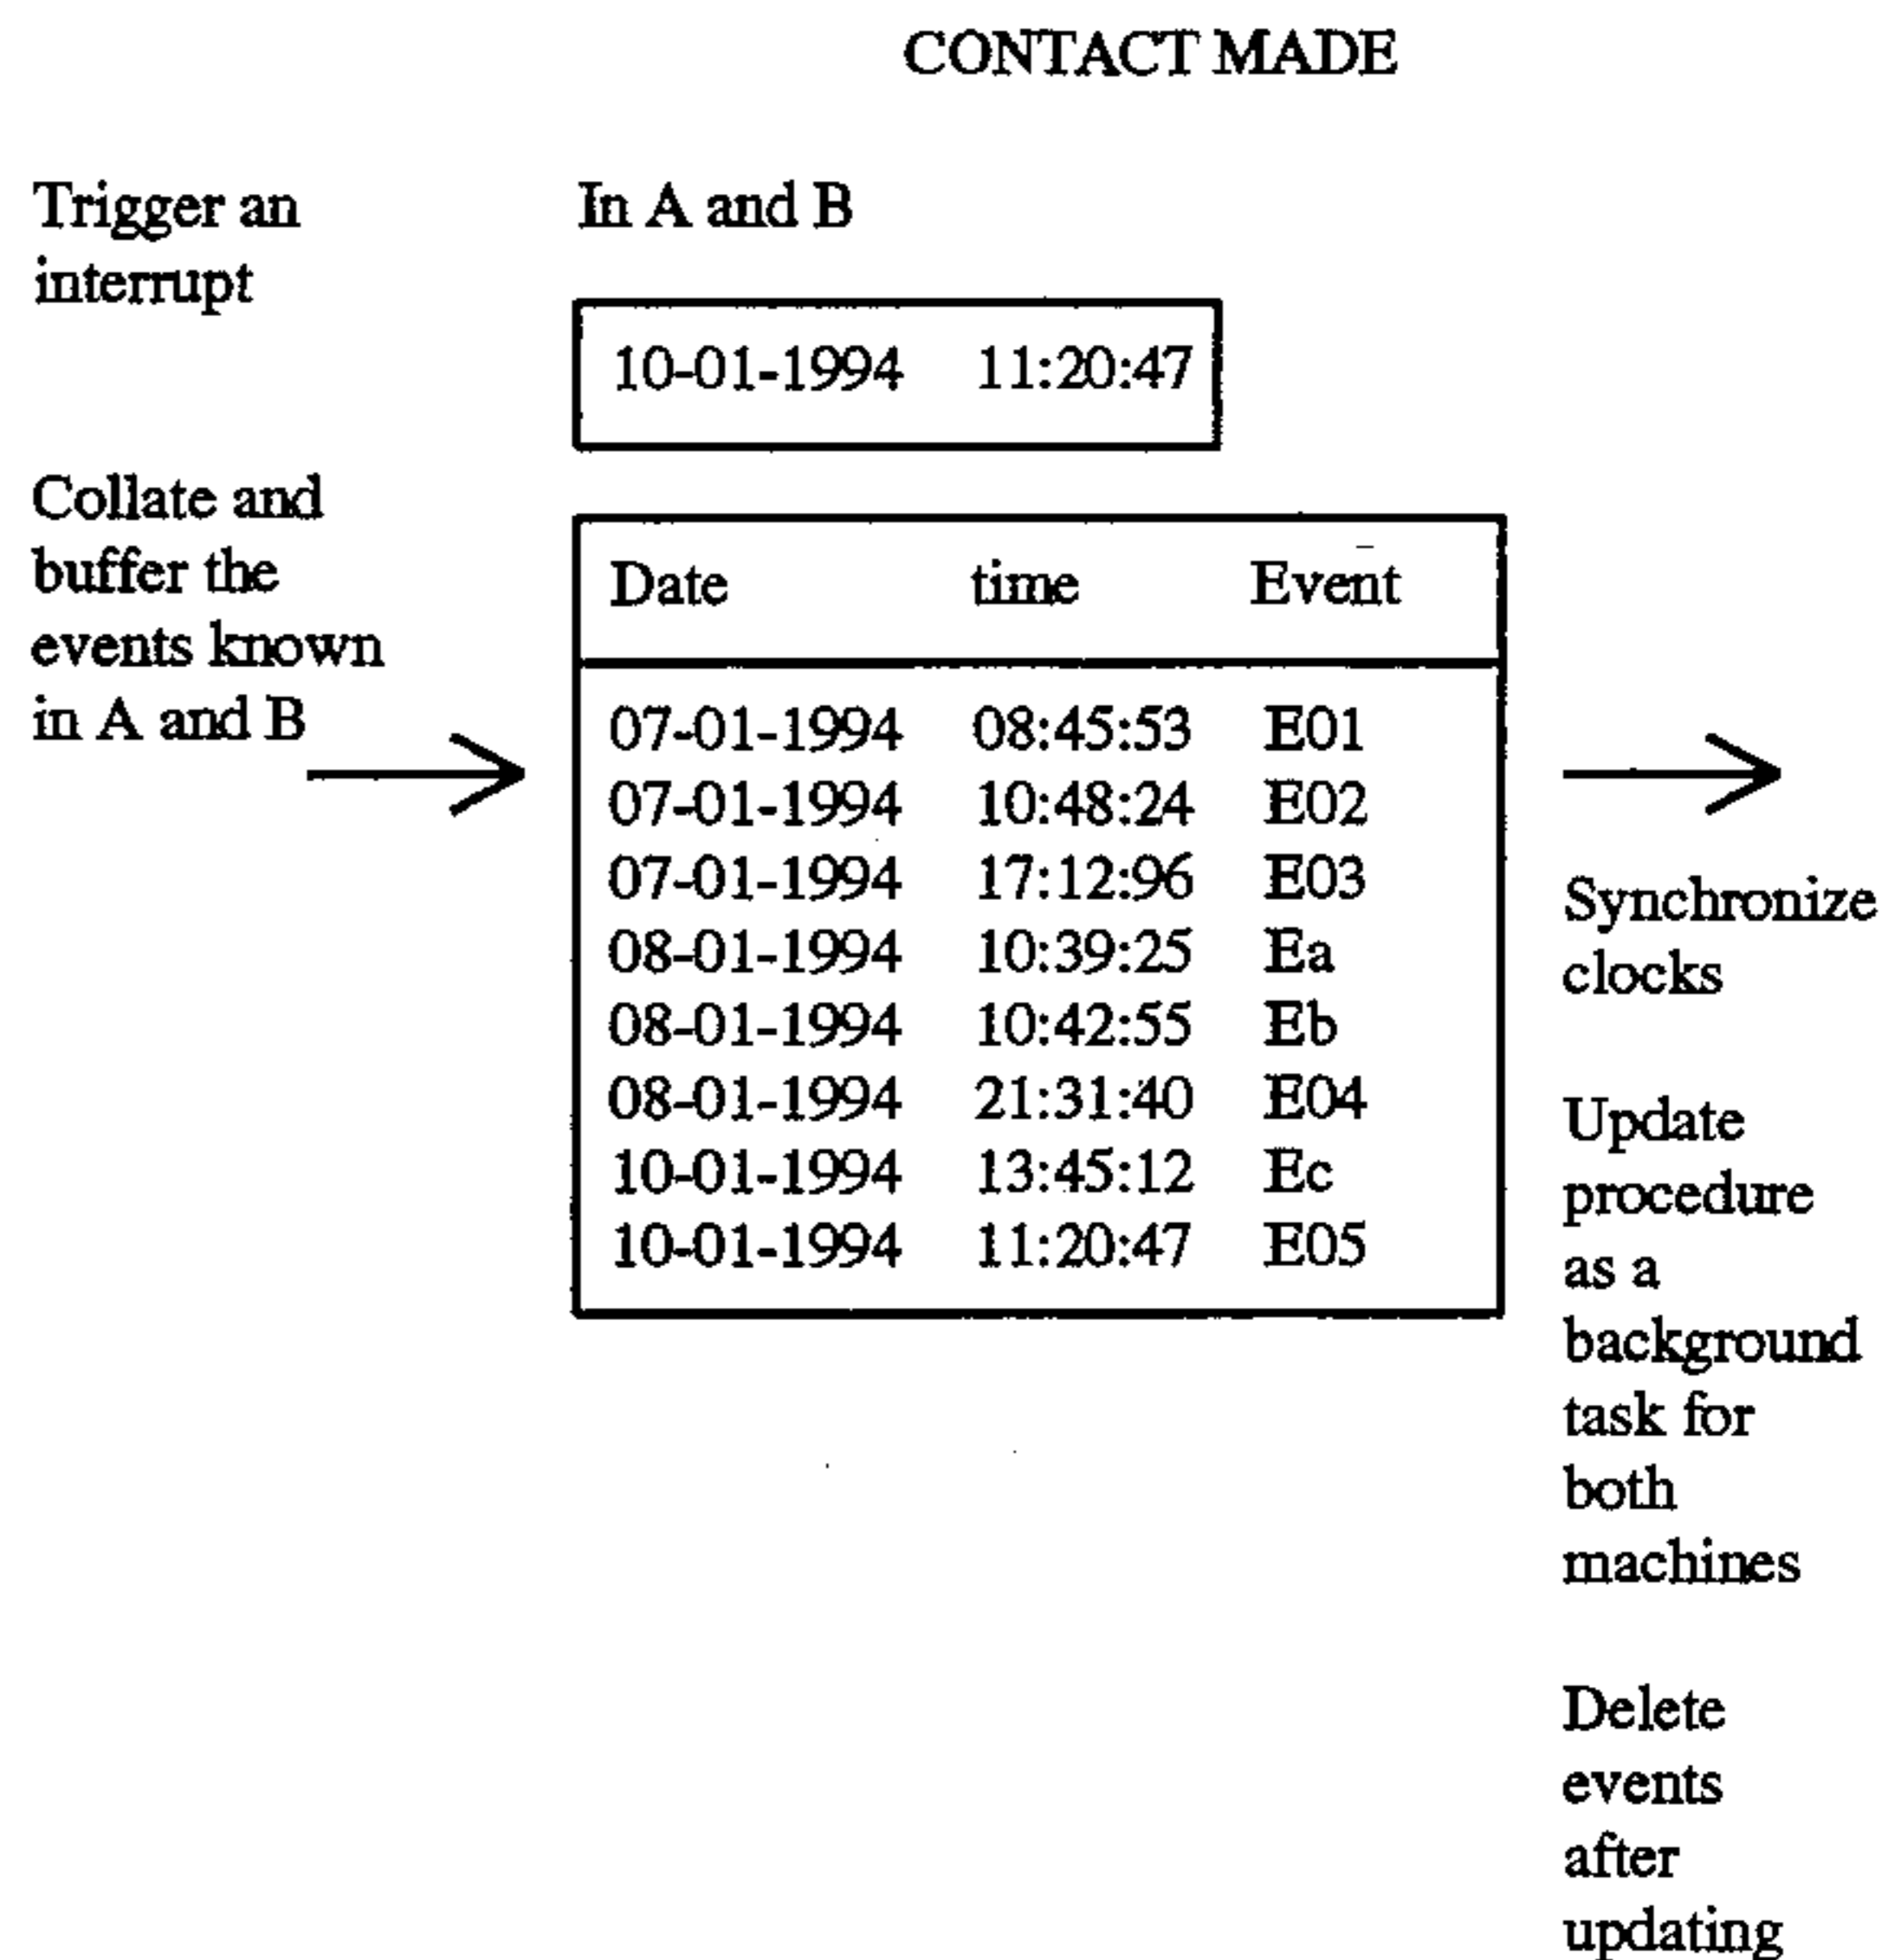 CONTACT MADE
Trigger an
interrupt
In A and B
10-01-1994 11:20:47
Collate and
buffer the
events known
in A and B
Date time Event
07-01-1994 08:45:53 E01
07-01-1994 10:48:24 E02
07-01-1994 17:12:96 E03
08-01-1994 10:39:25 Ea
08-01-1994 10:42:55 Eb
08-01-1994 21:31:40 E04
10-01-1994 13:45:12 Ec
10-01-1994 11:20:47 E05
Synchronize
clocks
Update
procedure
as a
background
task for
both
machines
Delete
events
after
updating